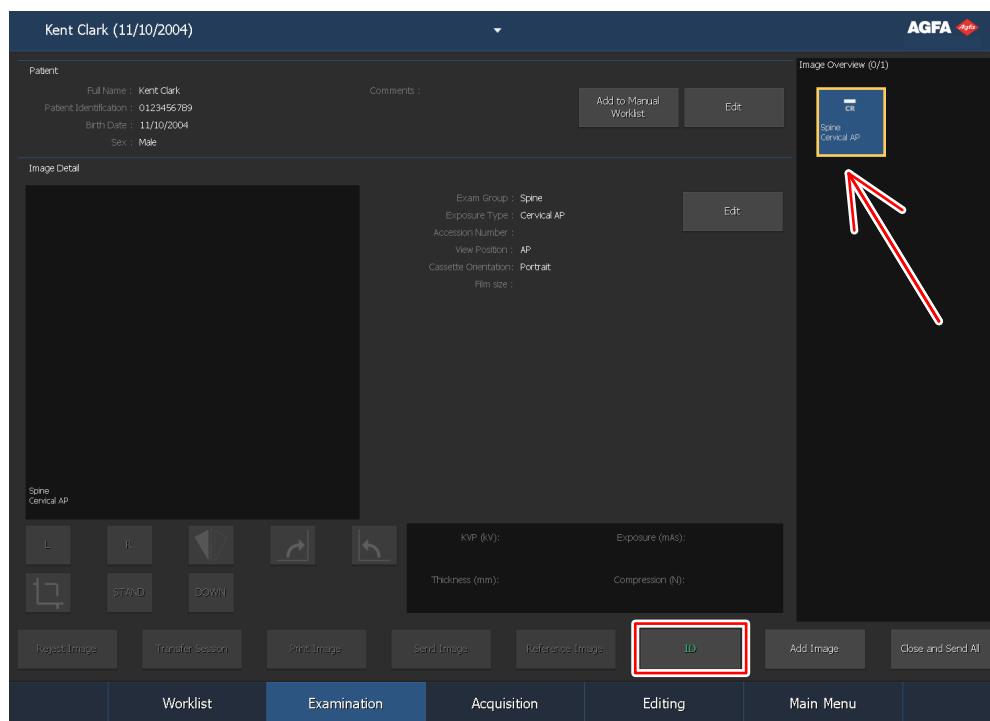 Kent Clark (11/10/2004)
AGFA
Patient
Full Name : Kent Clark
Comments :
Patient Identification : 0123456789
Birth Date : 11/10/2004
Sex : Male
Add to Manual
Worklist
Edit
Image Overview (0/1)
CR
Spine
Cervical AP
Image Detail
Exam Group : Spine
Exposure Type : Cervical AP
Accession Number :
View Position : AP
Cassette Orientation: Portrait
Film size :
Edit
Spine
Cervical AP
L
R
STAND
DOWN
KVP (kV):
Exposure (mAs):
Thickness (mm):
Compression (N):
Reject Image
Transfer Session
Print Image
Send Image
Reference Image
ID
Add Image
Close and Send All
Worklist
Examination
Acquisition
Editing
Main Menu